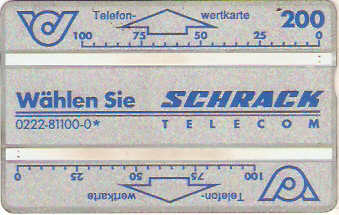 Telefon- wertkarte 200
100 75 50 25 0
Wählen Sie SCHRACK
0222-81100-0* TELECOM
0 25 50 75 100
wertkarte Telefon-